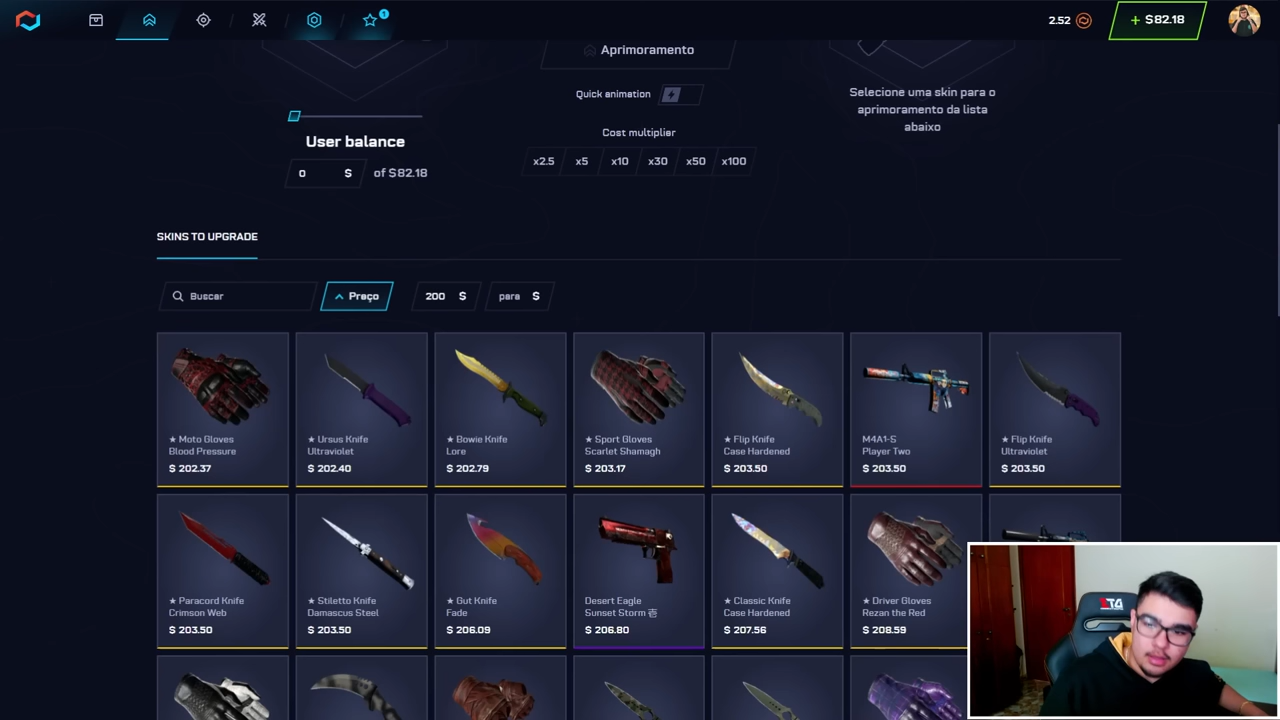 1
2.52
+ $82.18
Aprimoramento
Quick animation
Selecione uma skin para o
aprimoramento da lista
abaixo
Cost multiplier
User balance
x2.5 x5 x10 x30 x50 x100
0 $ of $82.18
SKINS TO UPGRADE
Buscar
Preço
200 $
para $
★ Moto Gloves
Blood Pressure
$ 202.37
★ Ursus Knife
Ultraviolet
$ 202.40
★ Bowie Knife
Lore
$ 202.79
★ Sport Gloves
Scarlet Shamagh
$ 203.17
★ Flip Knife
Case Hardened
$ 203.50
M4A1-S
Player Two
$ 203.50
★ Flip Knife
Ultraviolet
$ 203.50
★ Paracord Knife
Crimson Web
$ 203.50
★ Stiletto Knife
Damascus Steel
$ 203.50
★ Gut Knife
Fade
$ 206.09
Desert Eagle
Sunset Storm 壱
$ 206.80
★ Classic Knife
Case Hardened
$ 207.56
★ Driver Gloves
Rezan the Red
$ 208.59